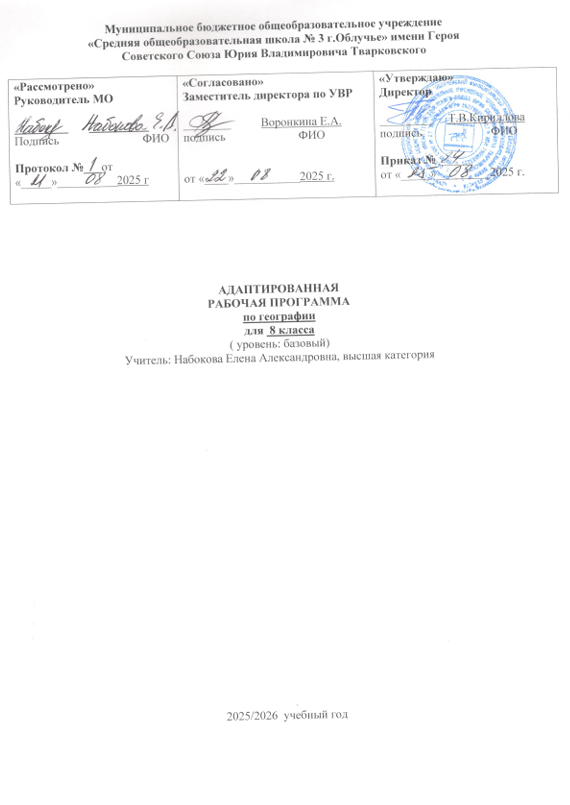 Муниципальное бюджетное общеобразовательное учреждение
«Средняя общеобразовательная школа № 3 г.Облучье» имени Героя
Советского Союза Юрия Владимировича Тварковского
«Рассмотрено»
Руководитель МО
Набокова Е.А.
Подпись ФИО
Протокол № 1 от
« 21 » 08 2025 г
«Согласовано»
Заместитель директора по УВР
Воронкина Е.А.
подпись ФИО
от «22 » 08 2025 г.
«Утверждаю»
Директор
Т.В.Кириллова
подпись ФИО
Приказ №
от « » 08 2025 г.
АДАПТИРОВАННАЯ
РАБОЧАЯ ПРОГРАММА
по географии
для 8 класса
( уровень: базовый)
Учитель: Набокова Елена Александровна, высшая категория
2025/2026 учебный год